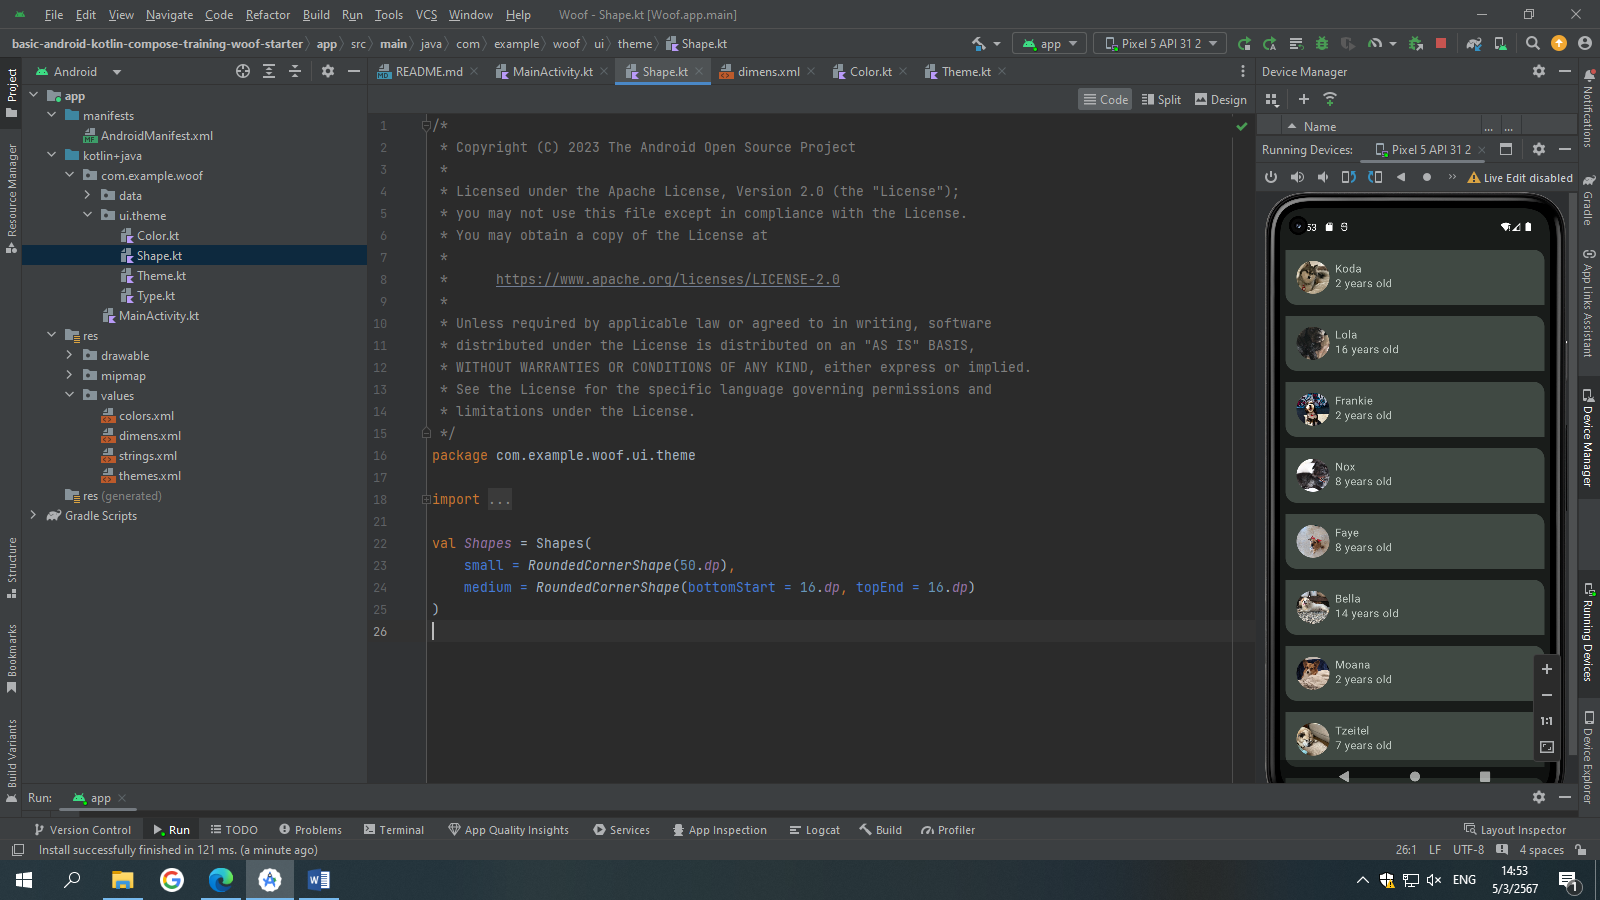 File Edit View Navigate Code Refactor Build Run Tools VCS Window Help Woof - Shape.kt [Woof.app.main]
basic-android-kotlin-compose-training-woof-starter app src main java com example woof ui theme Shape.kt app Pixel 5 API 31 2
Project
Android
README.md MainActivity.kt Shape.kt dimens.xml Color.kt Theme.kt
Code Split Design
app
manifests
AndroidManifest.xml
kotlin+java
com.example.woof
data
ui.theme
Color.kt
Shape.kt
Theme.kt
Type.kt
MainActivity.kt
res
drawable
mipmap
values
colors.xml
dimens.xml
strings.xml
themes.xml
res (generated)
Gradle Scripts
Resource Manager
Structure
Bookmarks
Build Variants
1 /*
2 * Copyright (C) 2023 The Android Open Source Project
3 *
4 * Licensed under the Apache License, Version 2.0 (the "License");
5 * you may not use this file except in compliance with the License.
6 * You may obtain a copy of the License at
7 *
8 * https://www.apache.org/licenses/LICENSE-2.0
9 *
10 * Unless required by applicable law or agreed to in writing, software
11 * distributed under the License is distributed on an "AS IS" BASIS,
12 * WITHOUT WARRANTIES OR CONDITIONS OF ANY KIND, either express or implied.
13 * See the License for the specific language governing permissions and
14 * limitations under the License.
15 */
16 package com.example.woof.ui.theme
17
18 import ...
21
22 val Shapes = Shapes(
23 small = RoundedCornerShape(50.dp),
24 medium = RoundedCornerShape(bottomStart = 16.dp, topEnd = 16.dp)
25 )
26
Device Manager
Name ... ...
Running Devices: Pixel 5 API 31 2
Live Edit disabled
53
Koda
2 years old
Lola
16 years old
Frankie
2 years old
Nox
8 years old
Faye
8 years old
Bella
14 years old
Moana
2 years old
Tzeitel
7 years old
1:1
Notifications
Gradle
App Links Assistant
Device Manager
Running Devices
Device Explorer
Run: app
Version Control Run TODO Problems Terminal App Quality Insights Services App Inspection Logcat Build Profiler Layout Inspector
Install successfully finished in 121 ms. (a minute ago) 26:1 LF UTF-8 4 spaces
ENG 14:53
5/3/2567
1